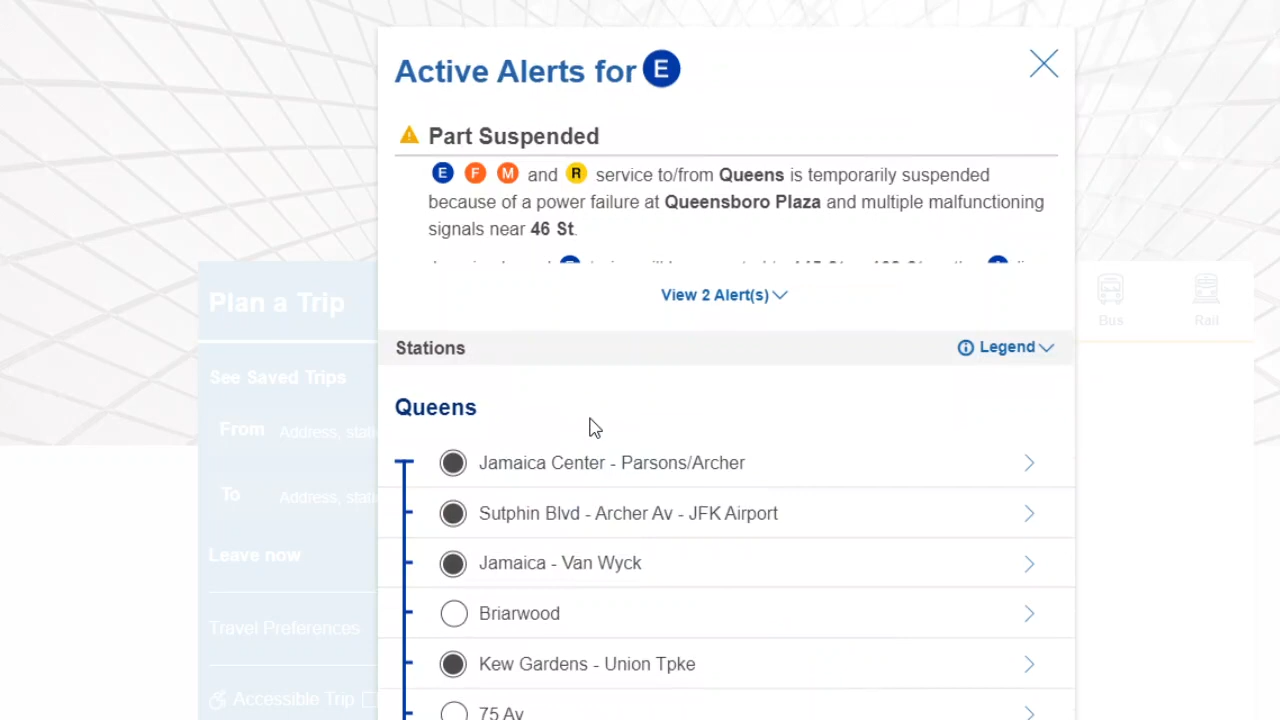 Active Alerts for E
Part Suspended
E F M and R service to/from Queens is temporarily suspended
because of a power failure at Queensboro Plaza and multiple malfunctioning
signals near 46 St.
View 2 Alert(s)
Stations
Legend
Queens
Jamaica Center - Parsons/Archer
Sutphin Blvd - Archer Av - JFK Airport
Jamaica - Van Wyck
Briarwood
Kew Gardens - Union Tpke
75 Av
Plan a Trip
See Saved Trips
From Address,
To Address,
Leave now
Travel Preferences
Accessible Trip
Bus
Rail